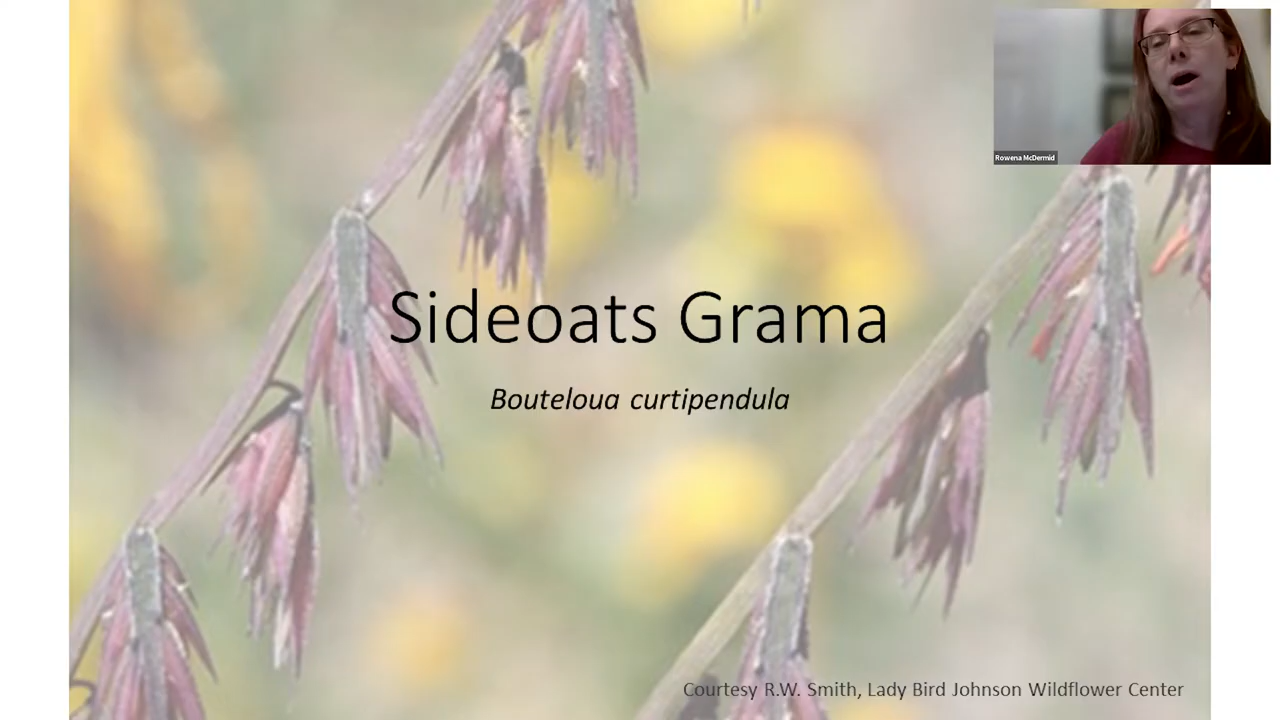 Rowena McDermid
Sideoats Grama
Bouteloua curtipendula
Courtesy R.W. Smith, Lady Bird Johnson Wildflower Center